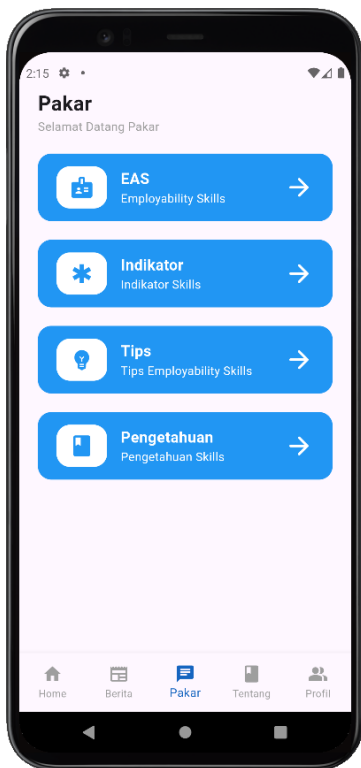 2:15
Pakar
Selamat Datang Pakar
EAS
Employability Skills
Indikator
Indikator Skills
Tips
Tips Employability Skills
Pengetahuan
Pengetahuan Skills
Home Berita Pakar Tentang Profil